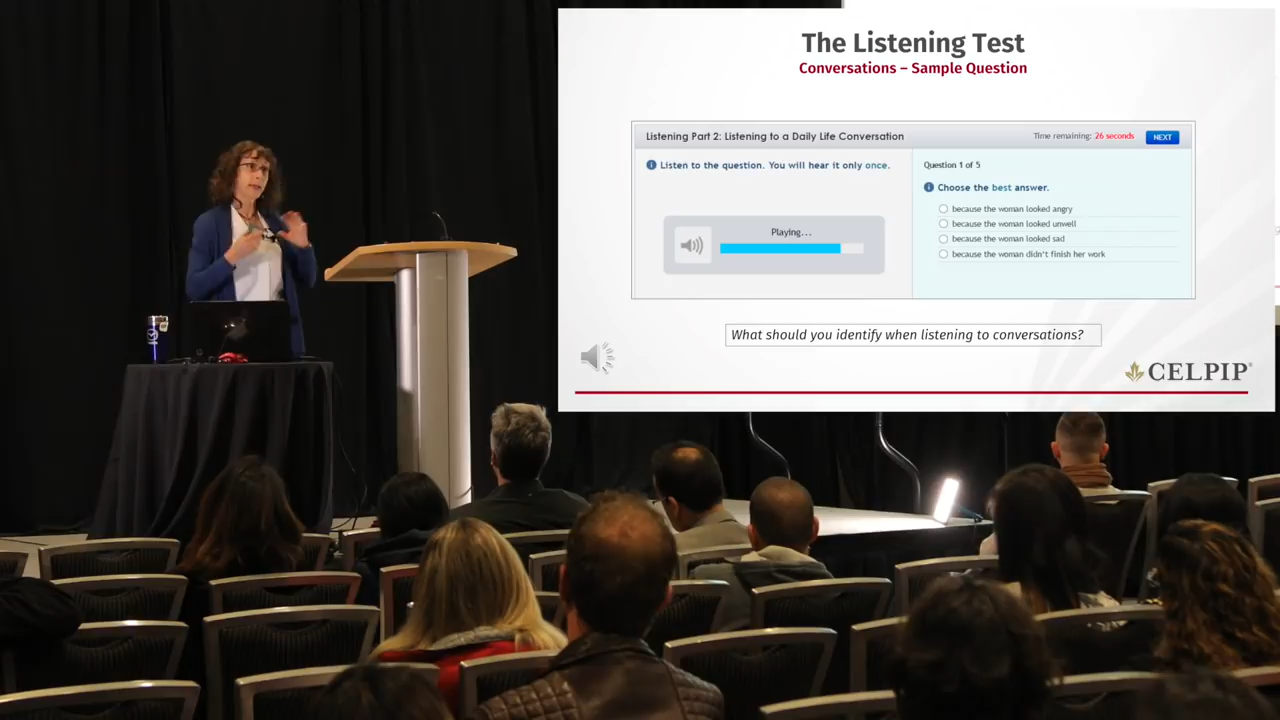 The Listening Test
Conversations – Sample Question
Listening Part 2: Listening to a Daily Life Conversation
Time remaining: 26 seconds
NEXT
Listen to the question. You will hear it only once.
Playing...
Question 1 of 5
Choose the best answer.
because the woman looked angry
because the woman looked unwell
because the woman looked sad
because the woman didn't finish her work
What should you identify when listening to conversations?
CELPIP®